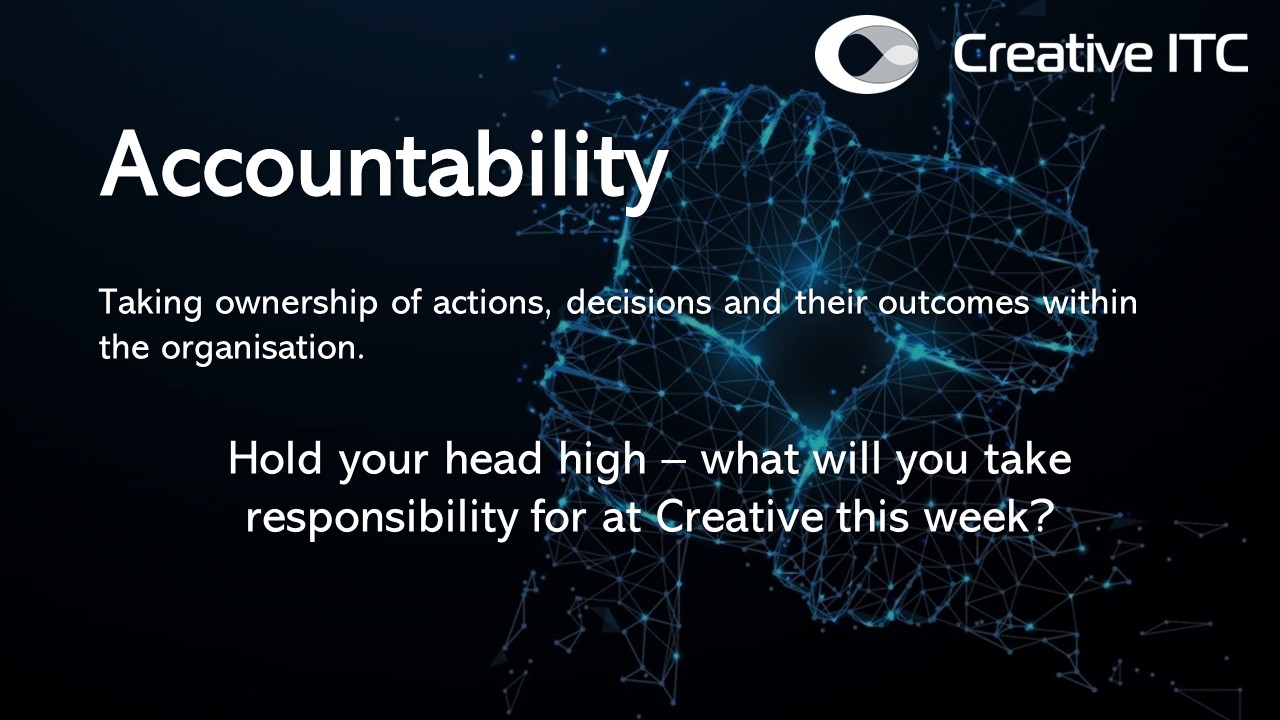 Creative ITC
Accountability
Taking ownership of actions, decisions and their outcomes within
the organisation.
Hold your head high – what will you take
responsibility for at Creative this week?